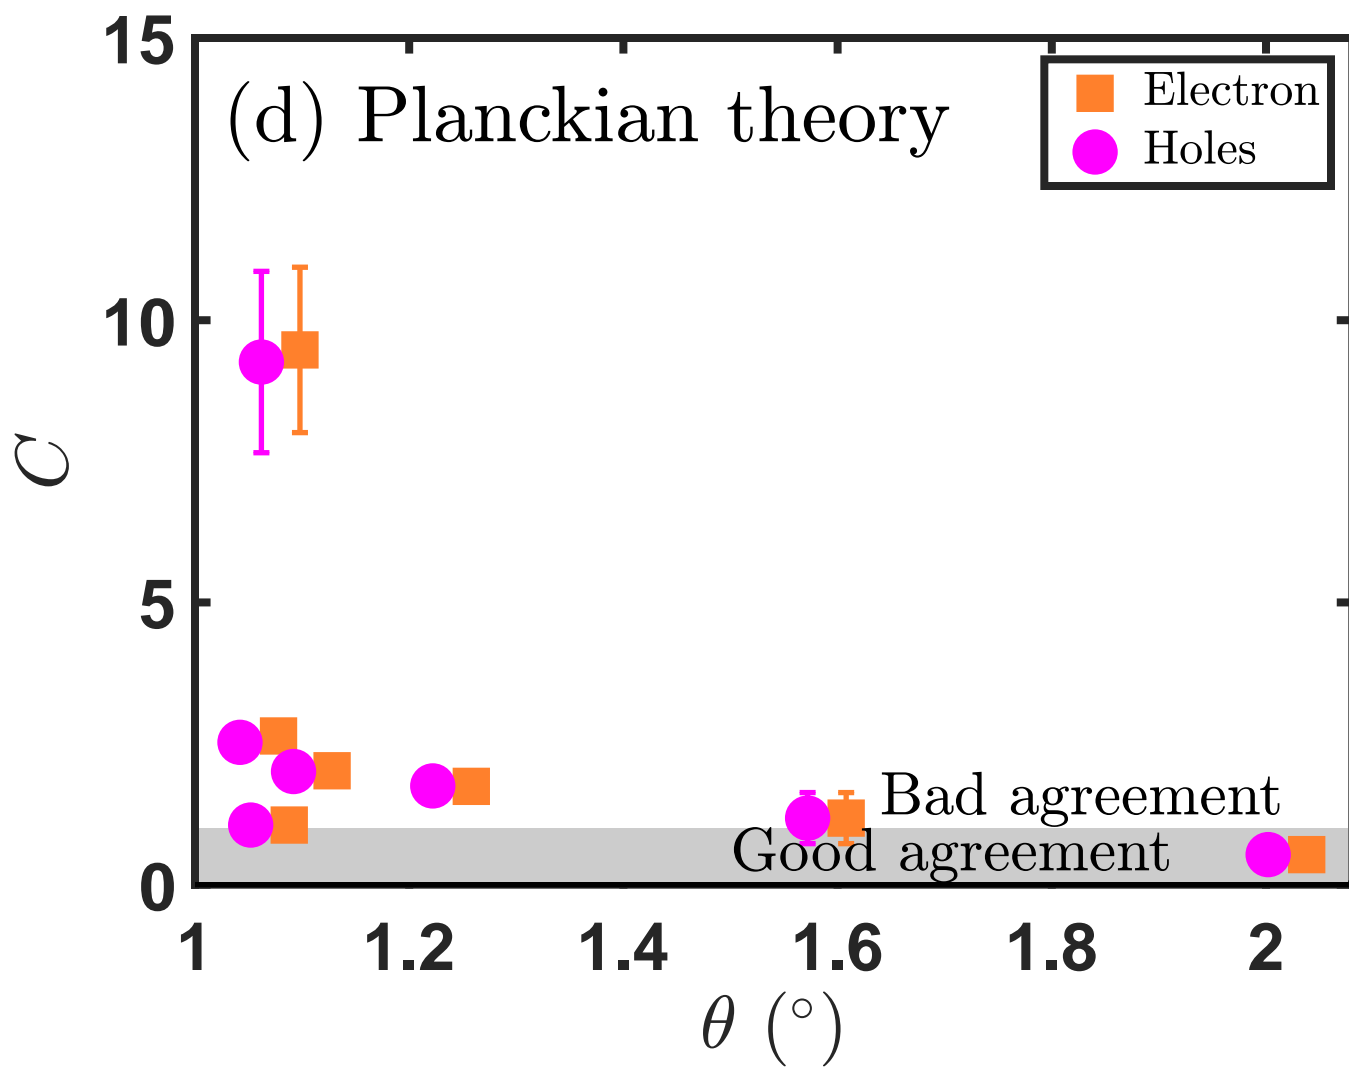 15
(d) Planckian theory
Electron
Holes
10
C
5
Bad agreement
Good agreement
0
1 1.2 1.4 1.6 1.8 2
θ (°)